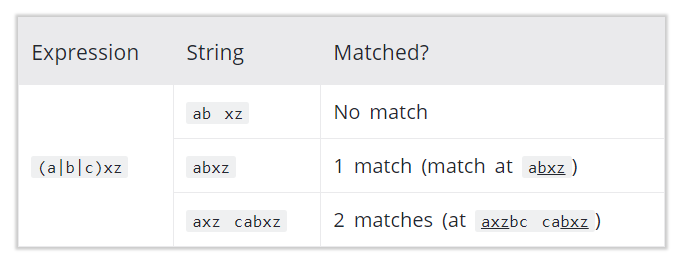 Expression String Matched?
ab xz No match
(a|b|c)xz abxz 1 match (match at abxz )
axz cabxz 2 matches (at axzbc cabxz )